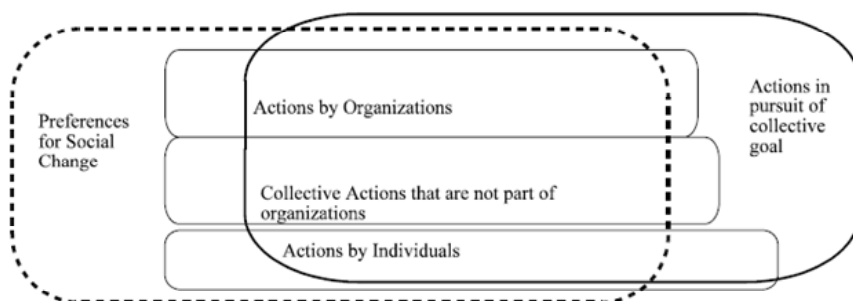 Preferences
for Social
Change
Actions by Organizations
Collective Actions that are not part of
organizations
Actions by Individuals
Actions in
pursuit of
collective
goal